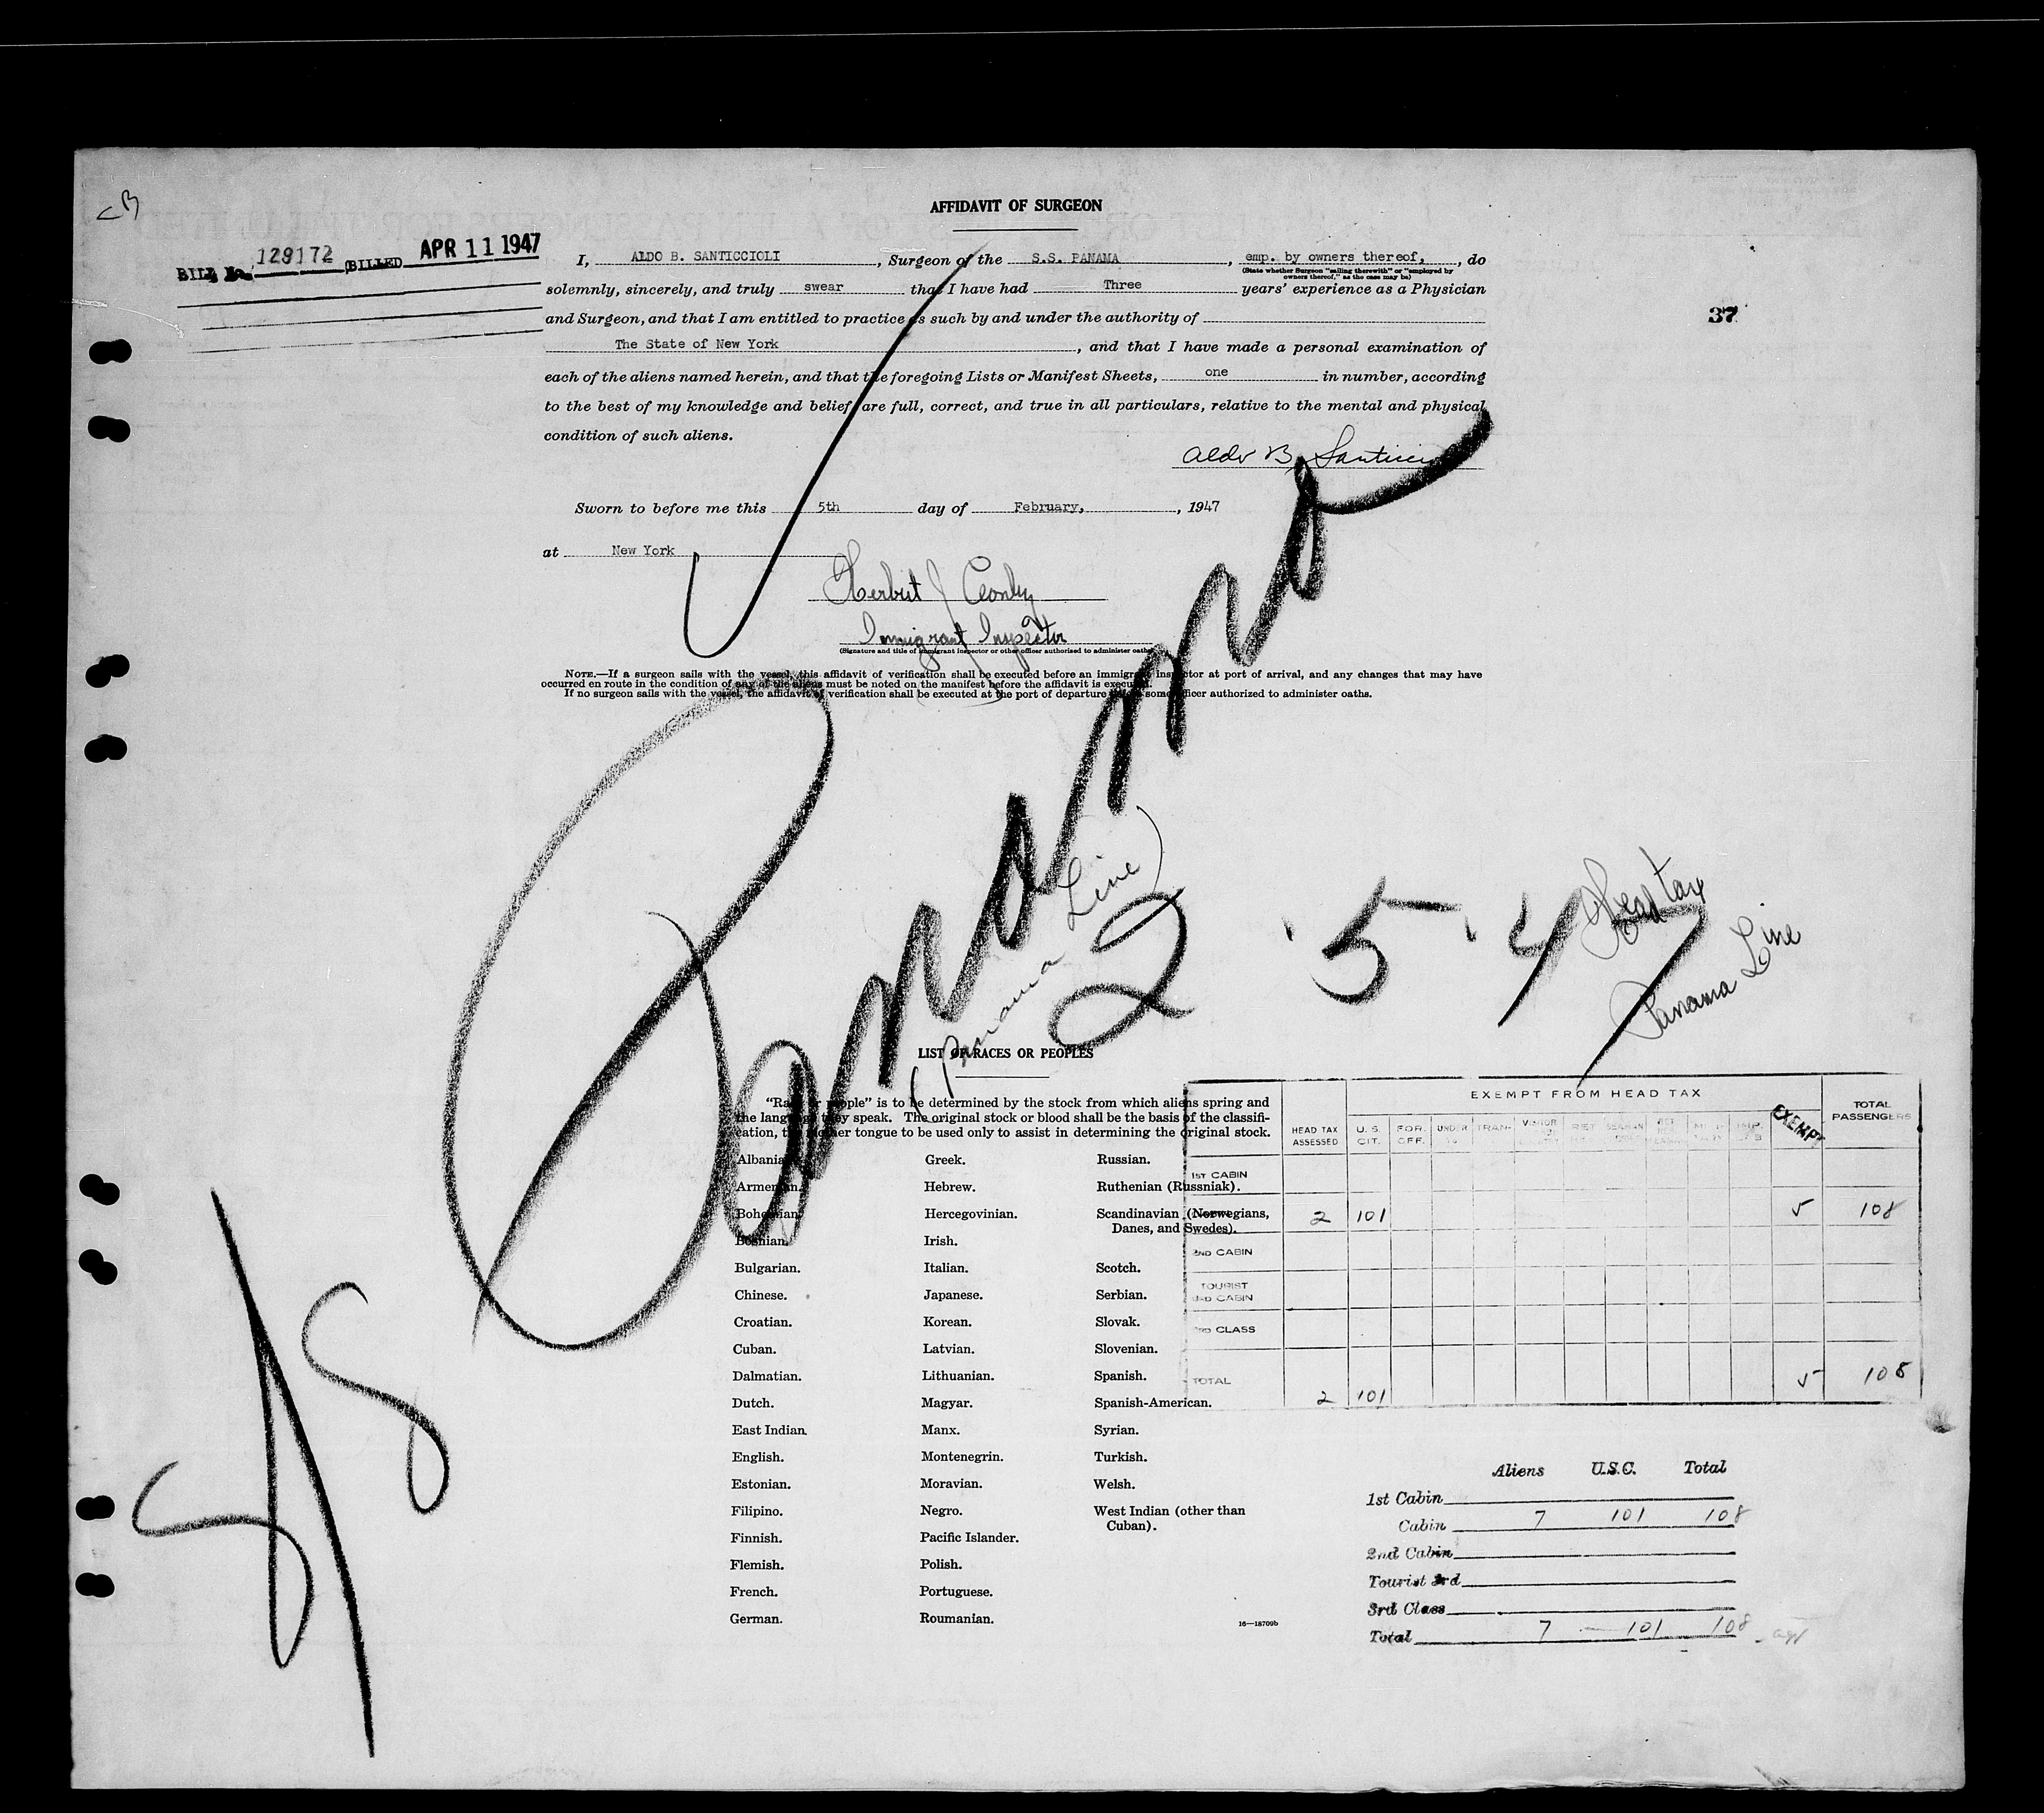 AFFIDAVIT OF SURGEON
BILL No. 129172 BILLED APR 11 1947
I, ALDO B. SANTICCIOLI, Surgeon of the S.S. PANAMA, emp. by owners thereof, do
(State whether Surgeon "sailing therewith" or "employed by
owners thereof," as the case may be)
solemnly, sincerely, and truly swear that I have had Three years' experience as a Physician
37
and Surgeon, and that I am entitled to practice as such by and under the authority of
The State of New York, and that I have made a personal examination of
each of the aliens named herein, and that the foregoing Lists or Manifest Sheets, one in number, according
to the best of my knowledge and belief, are full, correct, and true in all particulars, relative to the mental and physical
condition of such aliens.
Aldo B. Santicci
Sworn to before me this 5th day of February, , 1947
at New York
Herbert J
Immigrant Inspector
(Signature and title of immigrant inspector or other officer authorized to administer oaths)
NOTE.—If a surgeon sails with the vessel, this affidavit of verification shall be executed before an immigrant inspector at port of arrival, and any changes that may have
occurred en route in the condition of any of the aliens must be noted on the manifest before the affidavit is executed.
If no surgeon sails with the vessel, the affidavit of verification shall be executed at the port of departure before some officer authorized to administer oaths.
Panama
(Panama Line)
2 5 4
Head tax
Panama Line
LIST OF RACES OR PEOPLES
"Race or people" is to be determined by the stock from which aliens spring and
the language they speak. The original stock or blood shall be the basis of the classifi-
cation, the mother tongue to be used only to assist in determining the original stock.
Albanian.
Armenian.
Bohemian.
Bosnian.
Bulgarian.
Chinese.
Croatian.
Cuban.
Dalmatian.
Dutch.
East Indian.
English.
Estonian.
Filipino.
Finnish.
Flemish.
French.
German.
Greek.
Hebrew.
Hercegovinian.
Irish.
Italian.
Japanese.
Korean.
Latvian.
Lithuanian.
Magyar.
Manx.
Montenegrin.
Moravian.
Negro.
Pacific Islander.
Polish.
Portuguese.
Roumanian.
Russian.
Ruthenian (Russniak).
Scandinavian (Norwegians,
Danes, and Swedes).
Scotch.
Serbian.
Slovak.
Slovenian.
Spanish.
Spanish-American.
Syrian.
Turkish.
Welsh.
West Indian (other than
Cuban).
16—18709b
EXEMPT FROM HEAD TAX
HEAD TAX ASSESSED U.S. CIT. FOR. OFF. UNDER 16 TRAN- VISITOR EXEMPT TOTAL PASSENGERS
1ST CABIN
2 101 5 108
2ND CABIN
TOURIST
3RD CABIN
3RD CLASS
TOTAL 2 101 5 108
Aliens U.S.C. Total
1st Cabin
Cabin 7 101 108
2nd Cabin
Tourist 3rd
3rd Class
Total 7 101 108